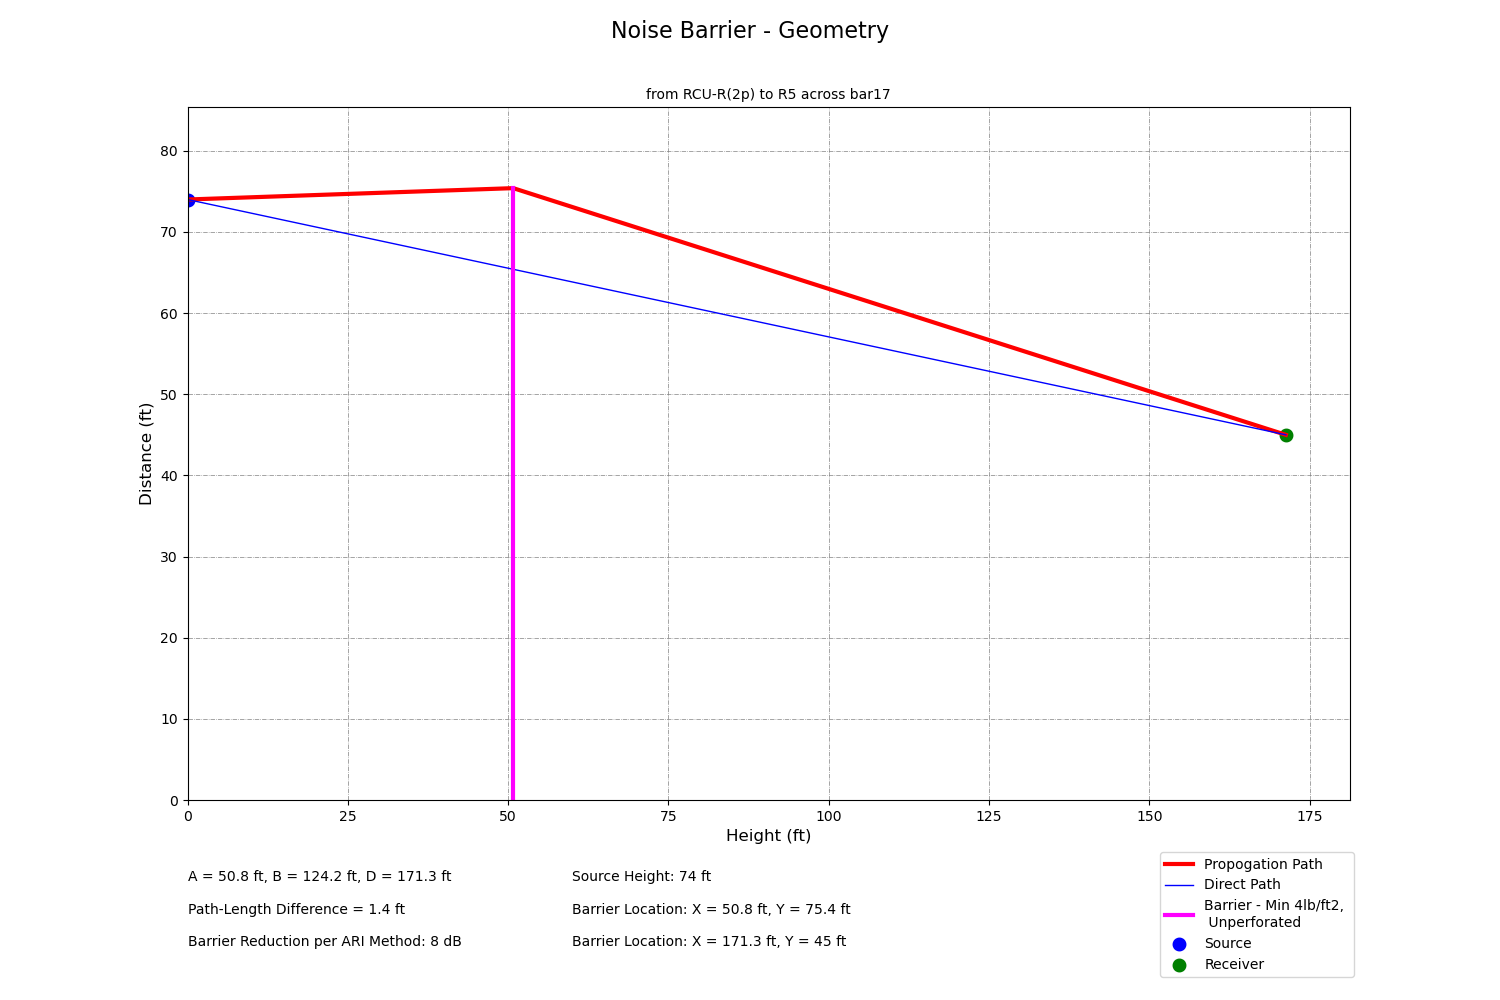 Noise Barrier - Geometry
from RCU-R(2p) to R5 across bar17
80
70
60
50
40
30
20
10
0
Distance (ft)
0 25 50 75 100 125 150 175
Height (ft)
A = 50.8 ft, B = 124.2 ft, D = 171.3 ft
Path-Length Difference = 1.4 ft
Barrier Reduction per ARI Method: 8 dB
Source Height: 74 ft
Barrier Location: X = 50.8 ft, Y = 75.4 ft
Barrier Location: X = 171.3 ft, Y = 45 ft
Propogation Path
Direct Path
Barrier - Min 4lb/ft2,
Unperforated
Source
Receiver